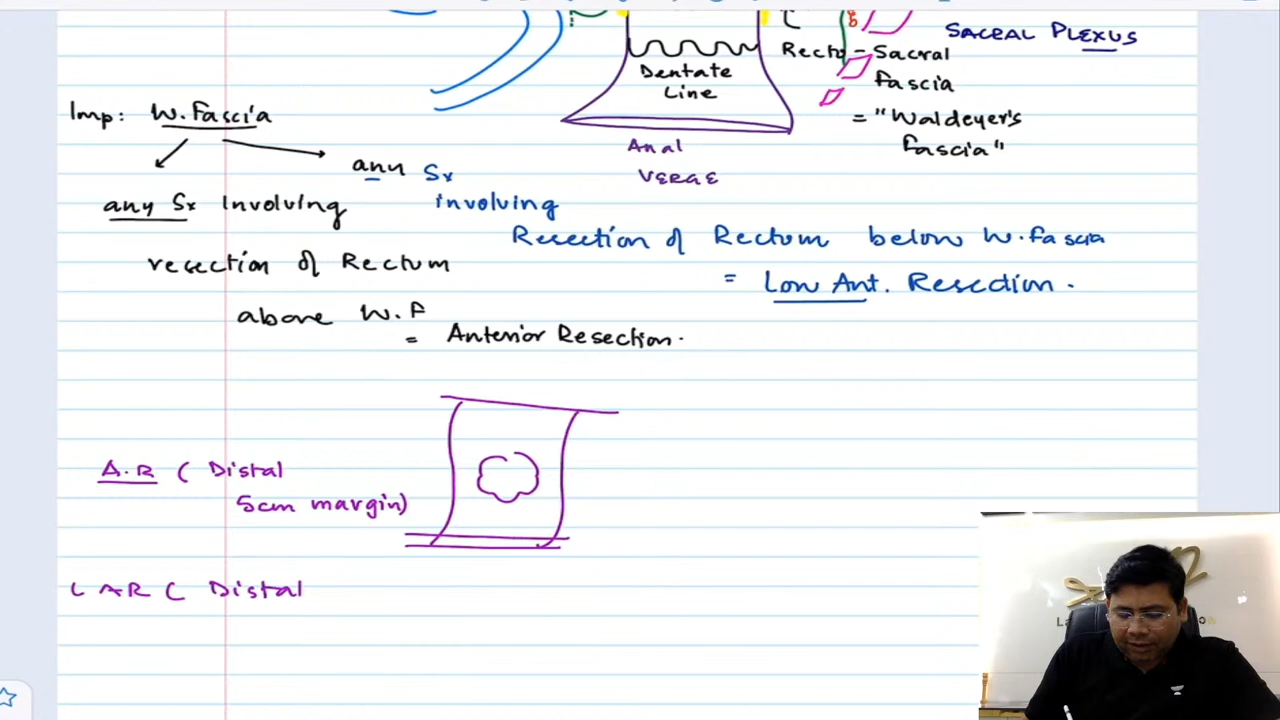 SACRAL PLEXUS
Recto - Sacral
fascia
= "Waldeyer's
fascia"
Dentate
Line
Anal
VERGE
Imp: W. Fascia
any Sx involving
resection of Rectum
above W.F
= Anterior Resection.
any Sx
involving
Resection of Rectum below W. fascia
= Low Ant. Resection.
A.R ( Distal
5cm margin)
LAR ( Distal